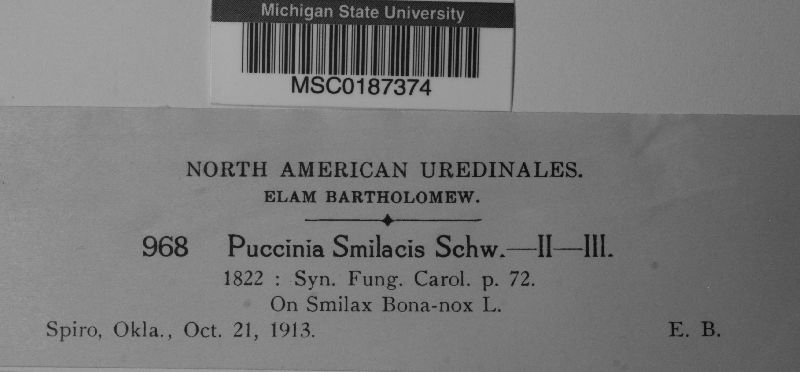 Michigan State University
MSC0187374
NORTH AMERICAN UREDINALES.
ELAM BARTHOLOMEW.
968 Puccinia Smilacis Schw.—II—III.
1822 : Syn. Fung. Carol. p. 72.
On Smilax Bona-nox L.
Spiro, Okla., Oct. 21, 1913. E. B.